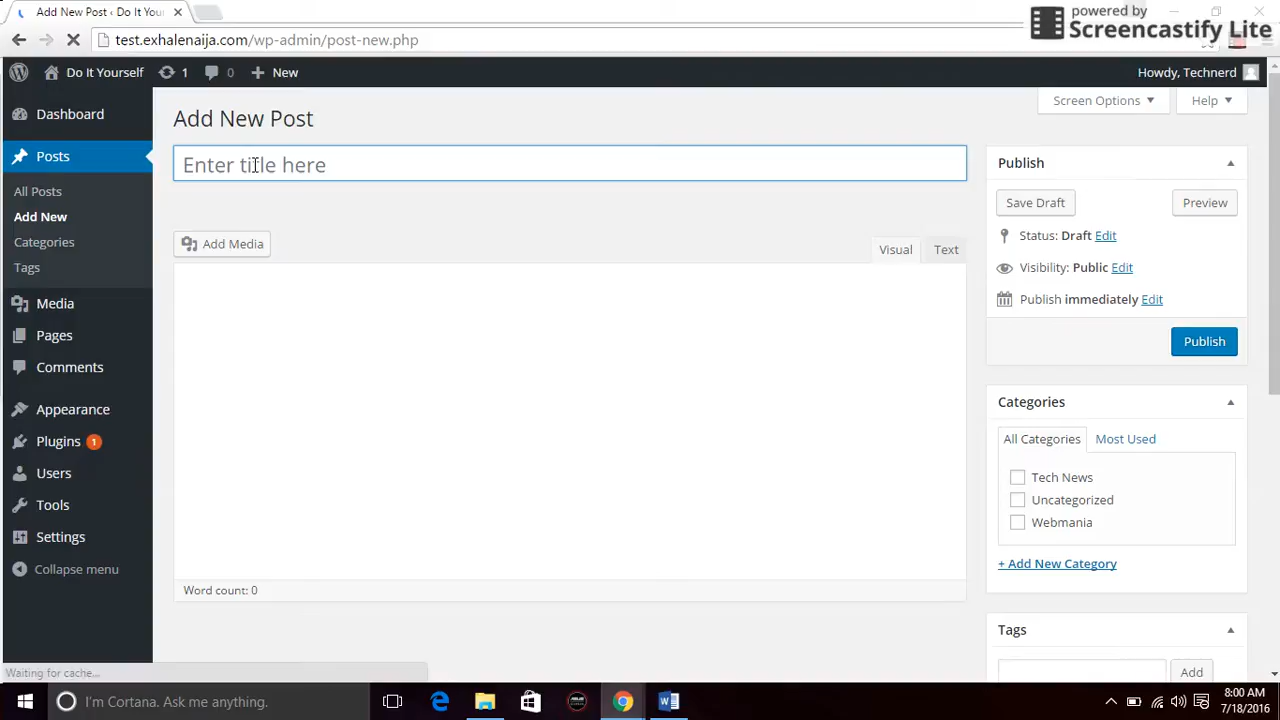 Add New Post ‹ Do It You
powered by
Screencastify Lite
test.exhalenaija.com/wp-admin/post-new.php
Do It Yourself
1
0
New
Howdy, Technerd
Dashboard
Posts
All Posts
Add New
Categories
Tags
Media
Pages
Comments
Appearance
Plugins 1
Users
Tools
Settings
Collapse menu
Screen Options
Help
Add New Post
Enter title here
Add Media
Visual
Text
Word count: 0
Publish
Save Draft
Preview
Status: Draft Edit
Visibility: Public Edit
Publish immediately Edit
Publish
Categories
All Categories
Most Used
Tech News
Uncategorized
Webmania
+ Add New Category
Tags
Add
Waiting for cache...
I'm Cortana. Ask me anything.
8:00 AM
7/18/2016